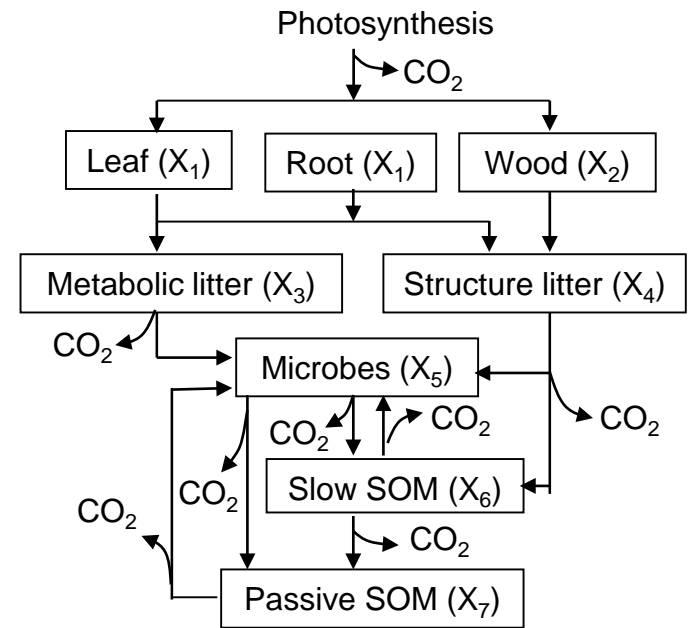 Photosynthesis
CO₂
Leaf (X₁)
Root (X₁)
Wood (X₂)
Metabolic litter (X₃)
Structure litter (X₄)
CO₂
Microbes (X₅)
CO₂
CO₂
CO₂
CO₂
Slow SOM (X₆)
CO₂
CO₂
Passive SOM (X₇)